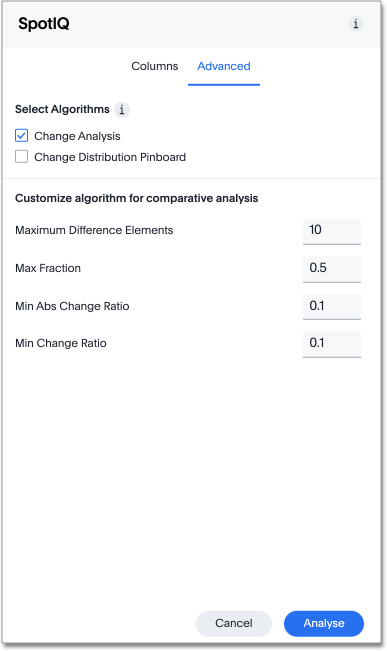 SpotIQ i
Columns Advanced
Select Algorithms i
Change Analysis
Change Distribution Pinboard
Customize algorithm for comparative analysis
Maximum Difference Elements 10
Max Fraction 0.5
Min Abs Change Ratio 0.1
Min Change Ratio 0.1
Cancel Analyse